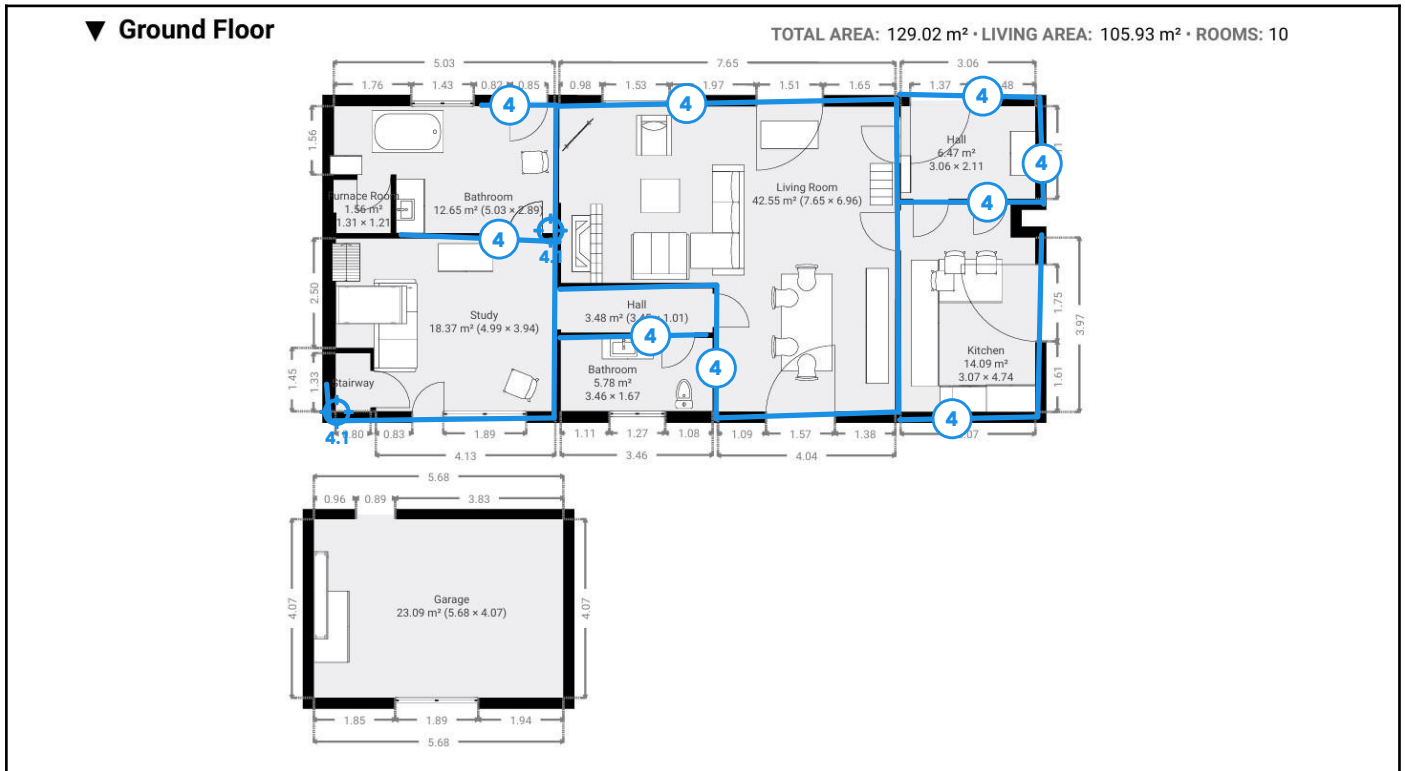 ▼ Ground Floor
TOTAL AREA: 129.02 m² · LIVING AREA: 105.93 m² · ROOMS: 10
5.03
7.65
3.06
1.76
1.43
0.82
0.85
0.98
1.53
1.97
1.51
1.65
1.37
4
4
4
1.56
Hall
6.47 m²
3.06 × 2.11
4
Furnace Room
1.56 m²
1.31 × 1.21
Bathroom
12.65 m² (5.03 × 2.89)
Living Room
42.55 m² (7.65 × 6.96)
4
4
4.
2.50
Study
18.37 m² (4.99 × 3.94)
Hall
3.48 m²
× 1.01)
4
1.75
3.97
Kitchen
14.09 m²
3.07 × 4.74
1.61
Bathroom
5.78 m²
3.46 × 1.67
4
1.45
1.33
Stairway
4
4.1
.80
0.83
1.89
4.13
1.11
1.27
1.08
3.46
1.09
1.57
1.38
4.04
.07
5.68
0.96
0.89
3.83
4.07
Garage
23.09 m² (5.68 × 4.07)
4.07
1.85
1.89
1.94
5.68